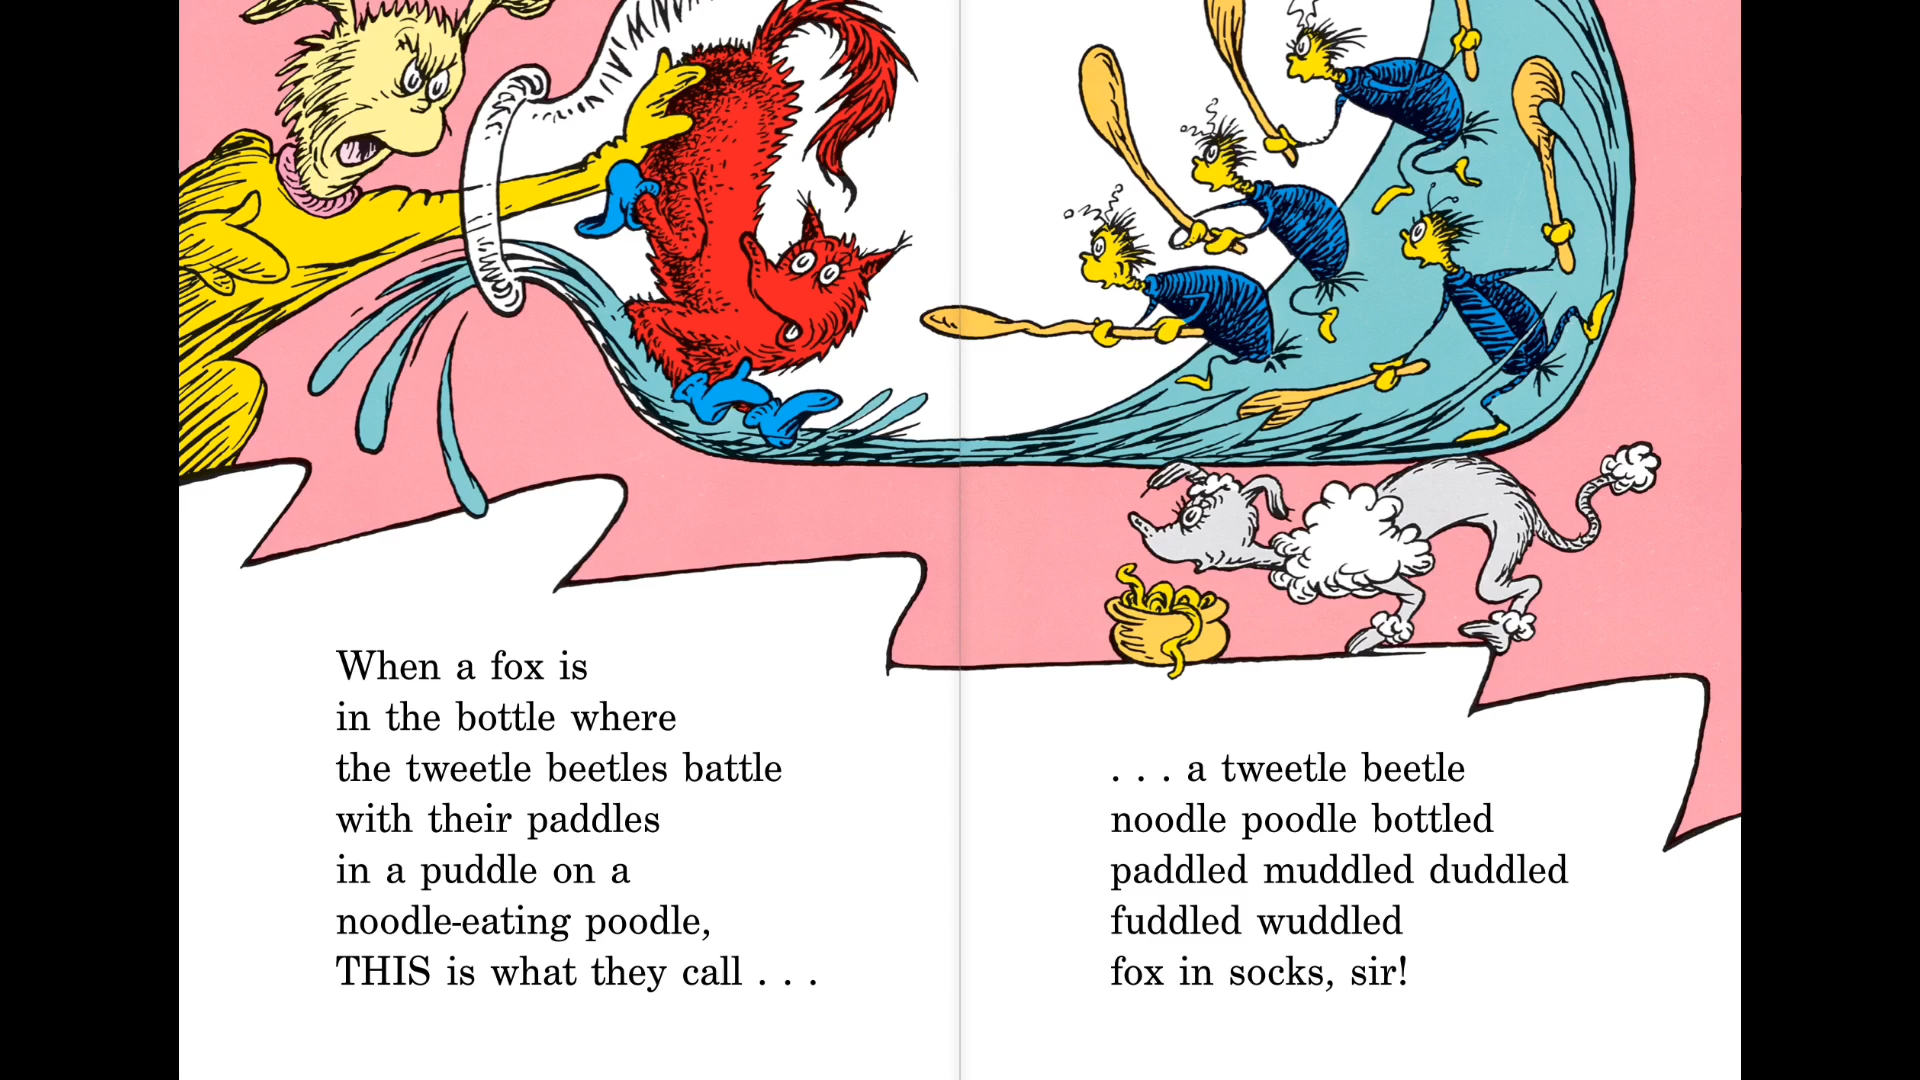 When a fox is
in the bottle where
the tweetle beetles battle
with their paddles
in a puddle on a
noodle-eating poodle,
THIS is what they call . . .
. . . a tweetle beetle
noodle poodle bottled
paddled muddled duddled
fuddled wuddled
fox in socks, sir!